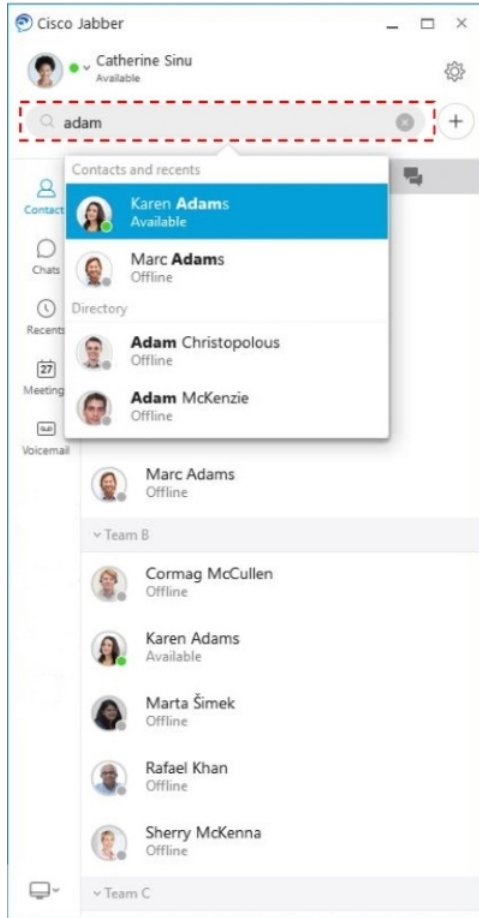 Cisco Jabber
Catherine Sinu
Available
adam
Contacts and recents
Karen Adams
Available
Marc Adams
Offline
Directory
Adam Christopolous
Offline
Adam McKenzie
Offline
Contact
Chats
Recents
27
Meeting
Voicemail
Marc Adams
Offline
Team B
Cormag McCullen
Offline
Karen Adams
Available
Marta Šimek
Offline
Rafael Khan
Offline
Sherry McKenna
Offline
Team C